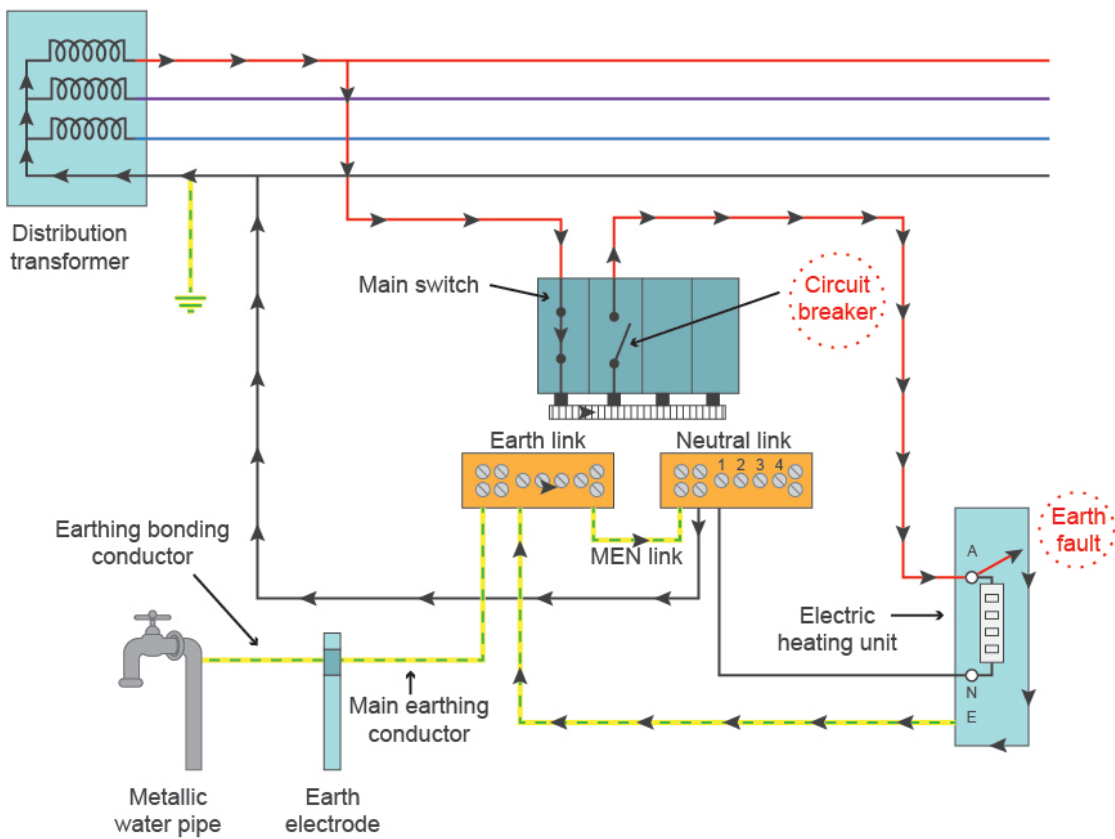 Distribution
transformer
Main switch
Circuit
breaker
Earth link
Neutral link
1 2 3 4
Earthing bonding
conductor
MEN link
Earth
fault
A
Electric
heating unit
N
E
Main earthing
conductor
Metallic
water pipe
Earth
electrode